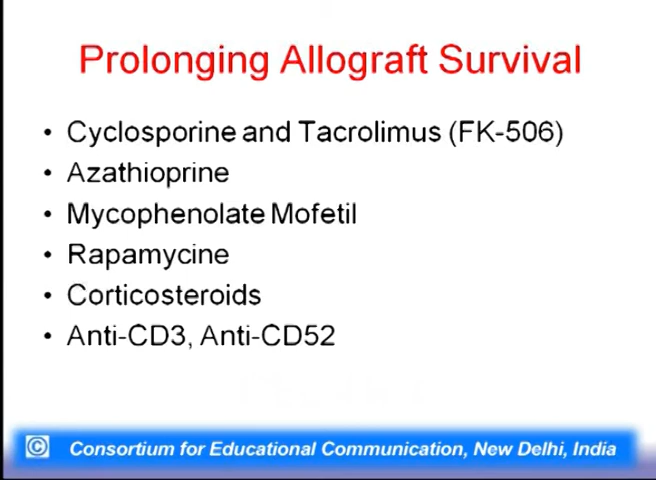 Prolonging Allograft Survival
• Cyclosporine and Tacrolimus (FK-506)
• Azathioprine
• Mycophenolate Mofetil
• Rapamycine
• Corticosteroids
• Anti-CD3, Anti-CD52
© Consortium for Educational Communication, New Delhi, India